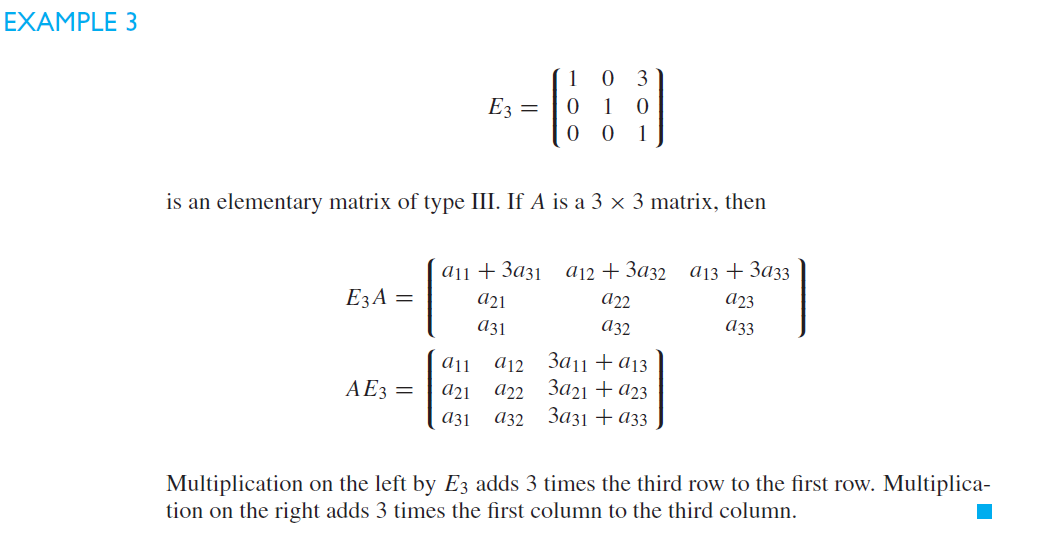 EXAMPLE 3
E₃ = ( 1 0 3
0 1 0
0 0 1 )
is an elementary matrix of type III. If A is a 3 × 3 matrix, then
E₃A = ( a₁₁ + 3a₃₁ a₁₂ + 3a₃₂ a₁₃ + 3a₃₃
a₂₁ a₂₂ a₂₃
a₃₁ a₃₂ a₃₃ )
AE₃ = ( a₁₁ a₁₂ 3a₁₁ + a₁₃
a₂₁ a₂₂ 3a₂₁ + a₂₃
a₃₁ a₃₂ 3a₃₁ + a₃₃ )
Multiplication on the left by E₃ adds 3 times the third row to the first row. Multiplica-
tion on the right adds 3 times the first column to the third column.